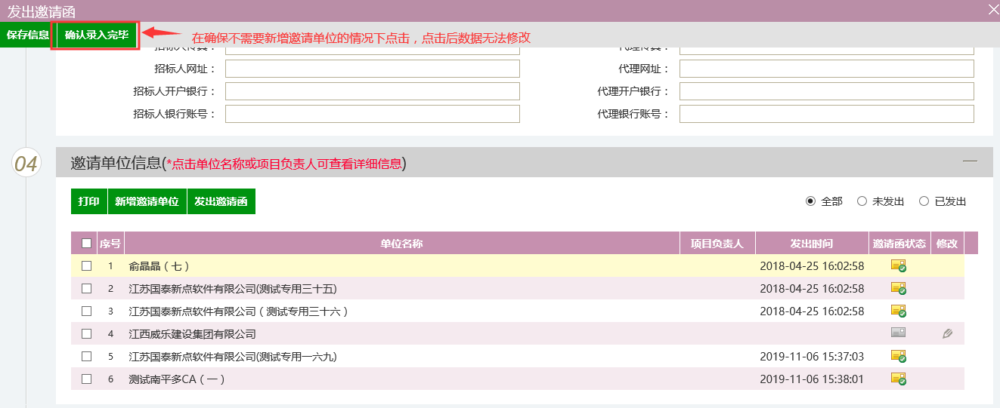 发出邀请函
保存信息 确认录入完毕 在确保不需要新增邀请单位的情况下点击，点击后数据无法修改
招标人传真： 代理传真：
招标人网址： 代理网址：
招标人开户银行： 代理开户银行：
招标人银行账号： 代理银行账号：
04 邀请单位信息(*点击单位名称或项目负责人可查看详细信息)
打印 新增邀请单位 发出邀请函 全部 未发出 已发出
序号 单位名称 项目负责人 发出时间 邀请函状态 修改
1 俞晶晶（七） 2018-04-25 16:02:58
2 江苏国泰新点软件有限公司(测试专用三十五) 2018-04-25 16:02:58
3 江苏国泰新点软件有限公司（测试专用三十六） 2018-04-25 16:02:58
4 江西威乐建设集团有限公司
5 江苏国泰新点软件有限公司(测试专用一六九) 2019-11-06 15:37:03
6 测试南平多CA（一） 2019-11-06 15:38:01